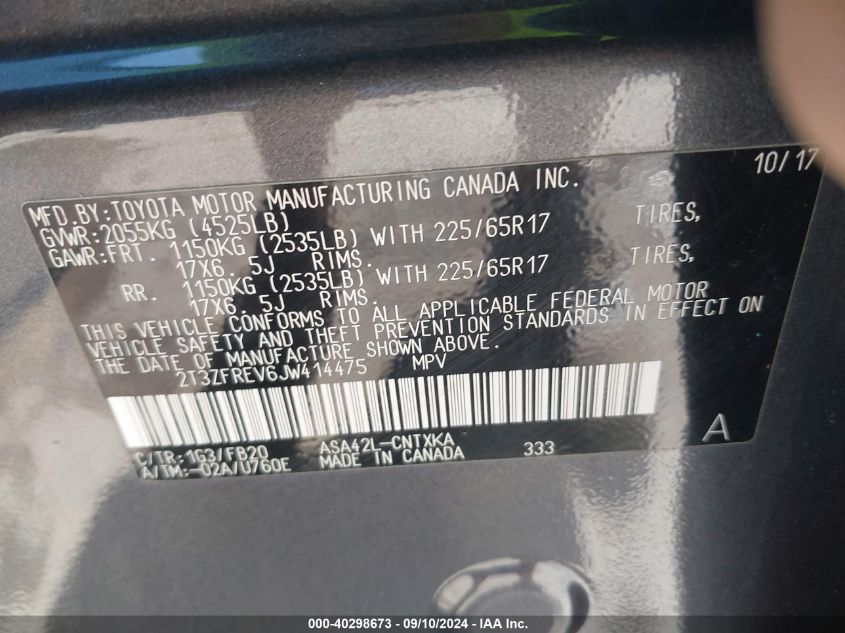 10/17
MFD.BY:TOYOTA MOTOR MANUFACTURING CANADA INC.
GVWR:2055KG (4525LB)
GAWR:FRT. 1150KG (2535LB) WITH 225/65R17 TIRES,
17X6.5J RIMS.
RR. 1150KG (2535LB) WITH 225/65R17 TIRES,
17X6.5J RIMS.
THIS VEHICLE CONFORMS TO ALL APPLICABLE FEDERAL MOTOR
VEHICLE SAFETY AND THEFT PREVENTION STANDARDS IN EFFECT ON
THE DATE OF MANUFACTURE SHOWN ABOVE.
2T3ZFREV6JW414475 MPV
A
C/TR:1G3/FB20 ASA42L-CNTXKA 333
A/TM:-02A/U760E MADE IN CANADA
000-40298673 - 09/10/2024 - IAA Inc.